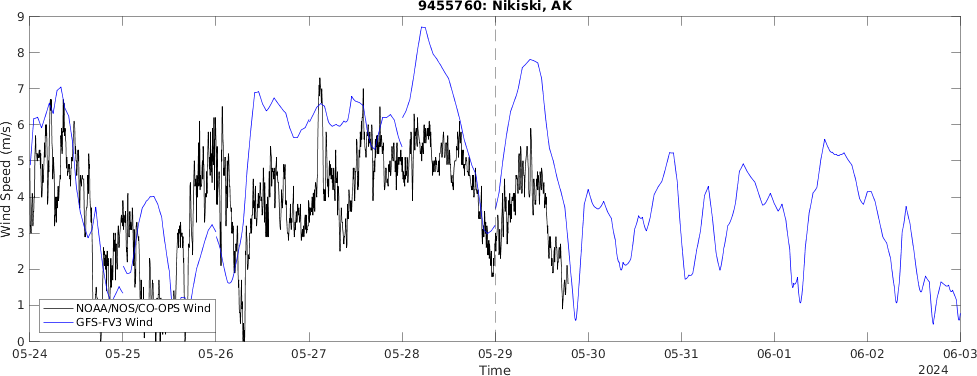 9455760: Nikiski, AK
Wind Speed (m/s)
9
8
7
6
5
4
3
2
1
0
NOAA/NOS/CO-OPS Wind
GFS-FV3 Wind
05-24 05-25 05-26 05-27 05-28 05-29 05-30 05-31 06-01 06-02 06-03
Time
2024